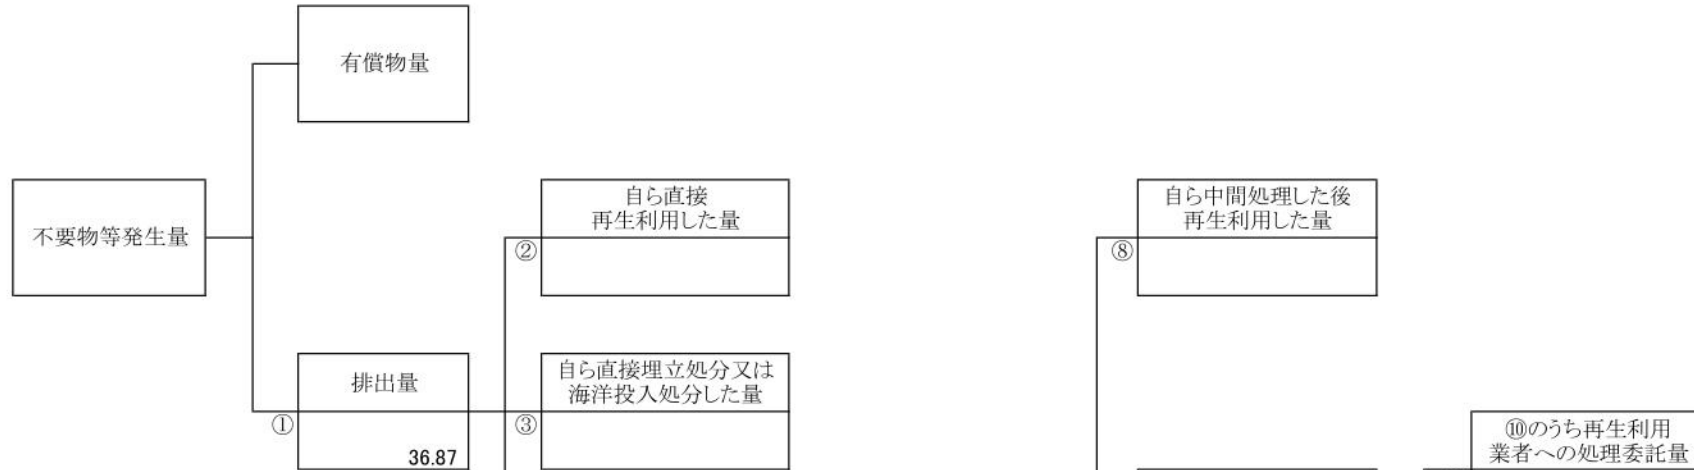 有償物量
不要物等発生量
自ら直接
再生利用した量
②
自ら中間処理した後
再生利用した量
⑧
排出量
①
36.87
自ら直接埋立処分又は
海洋投入処分した量
③
⑩のうち再生利用
業者への処理委託量